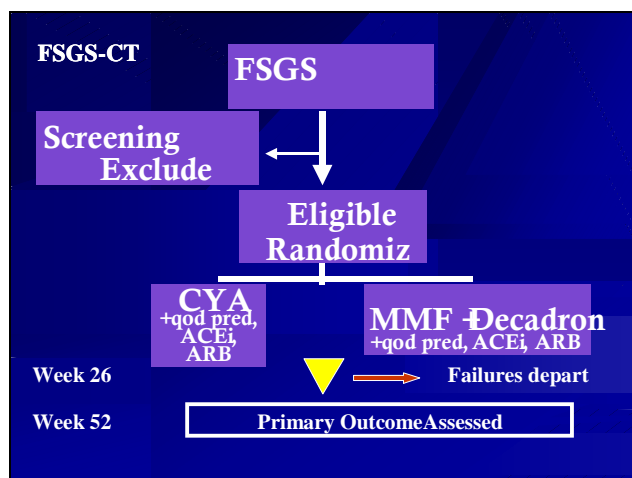 FSGS-CT
FSGS
Screening
Exclude
Eligible
Randomiz
CYA
+qod pred,
ACEi,
ARB
MMF +Decadron
+qod pred, ACEi, ARB
Week 26
Failures depart
Week 52
Primary OutcomeAssessed